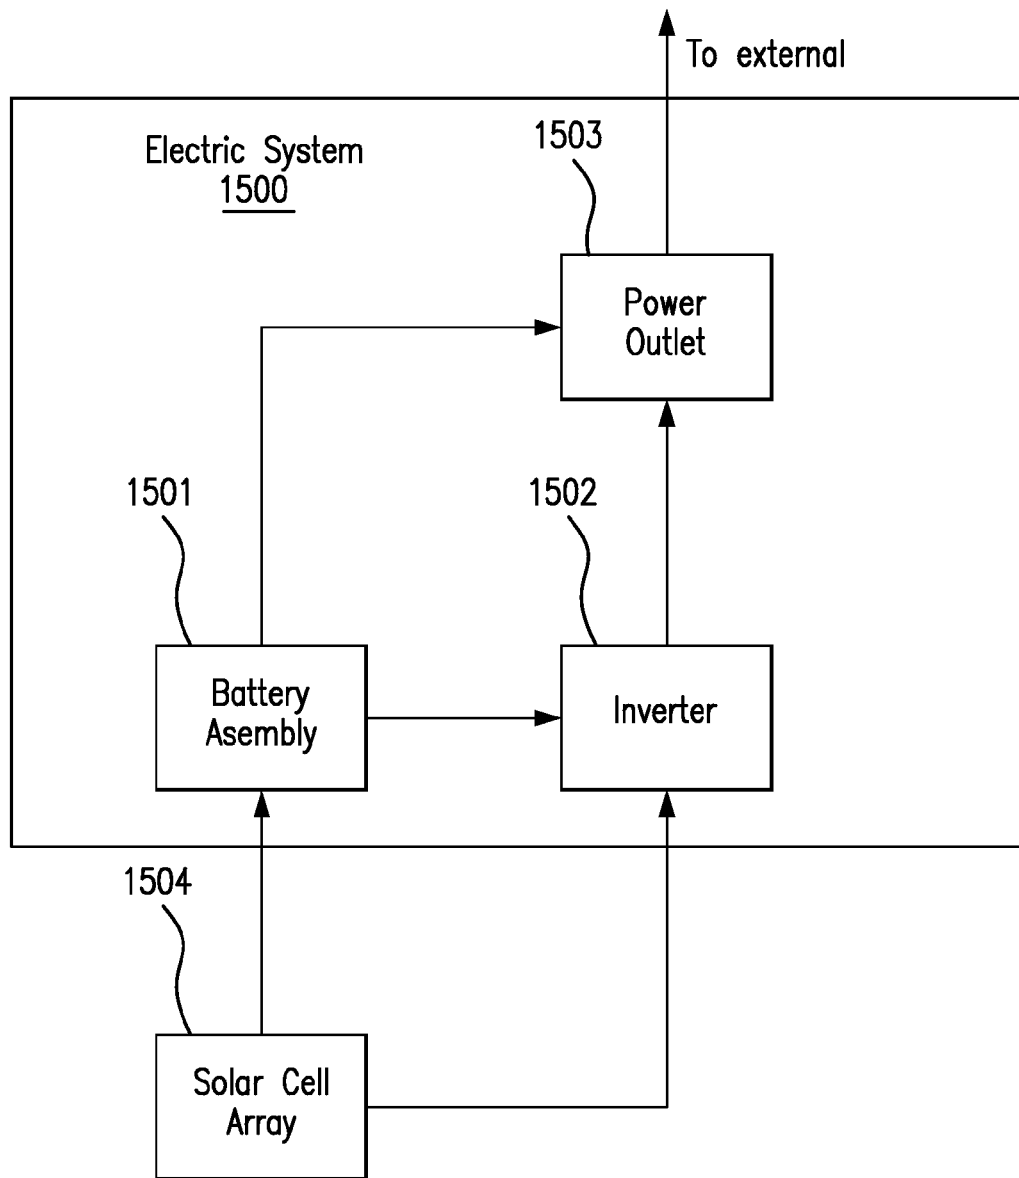 To external
Electric System
1500
1503
Power
Outlet
1501
1502
Battery
Asembly
Inverter
1504
Solar Cell
Array